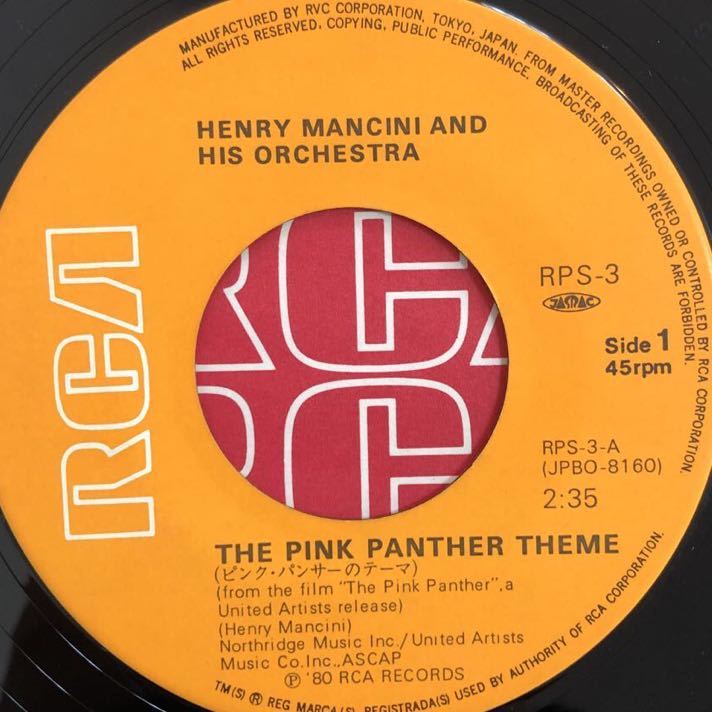 MANUFACTURED BY RVC CORPORATION, TOKYO, JAPAN. FROM MASTER RECORDINGS OWNED OR CONTROLLED BY RCA CORPORATION.
ALL RIGHTS RESERVED, COPYING, PUBLIC PERFORMANCE, BROADCASTING OF THESE RECORDS ARE FORBIDDEN.
HENRY MANCINI AND
HIS ORCHESTRA
RCA
RCA
RPS-3
JASRAC
Side 1
45rpm
RPS-3-A
(JPBO-8160)
2:35
THE PINK PANTHER THEME
(ピンク・パンサーのテーマ)
(from the film "The Pink Panther", a
United Artists release)
(Henry Mancini)
Northridge Music Inc./United Artists
Music Co.Inc.,ASCAP
Ⓟ '80 RCA RECORDS
TM(S) ® REG MARCA(S) REGISTRADA(S) USED BY AUTHORITY OF RCA CORPORATION.